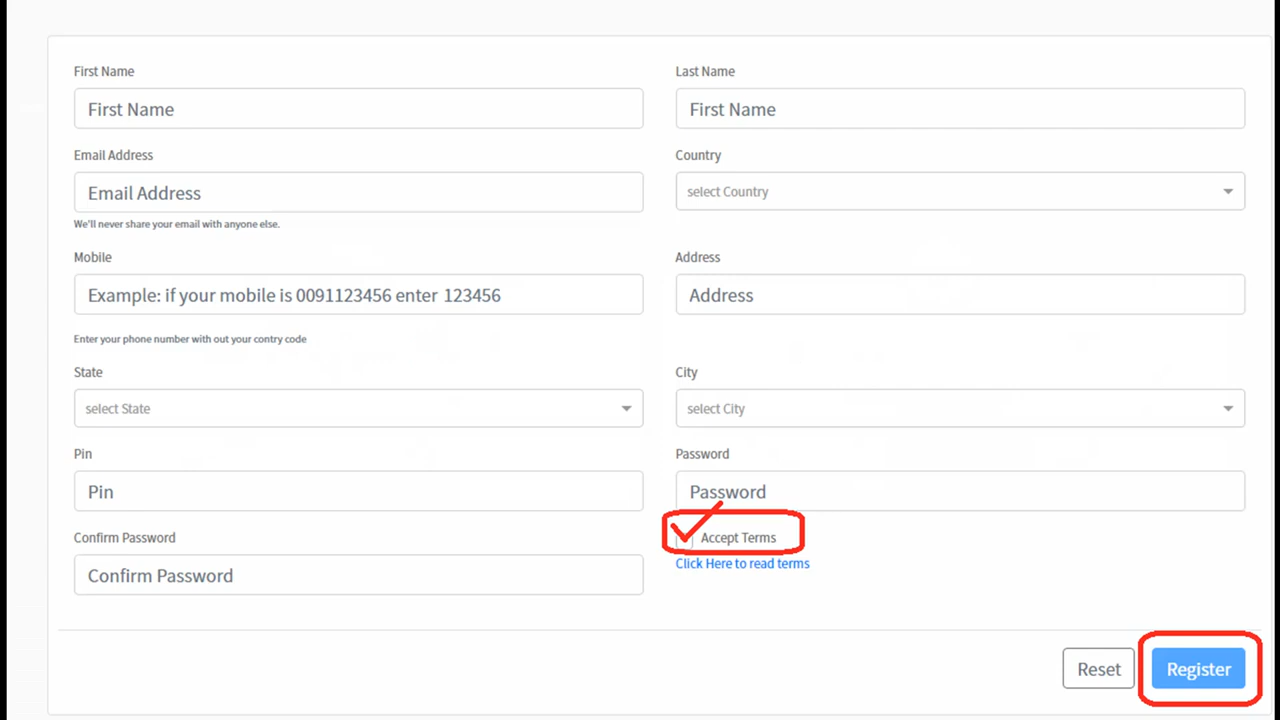 First Name
Last Name
First Name
First Name
Email Address
Country
Email Address
select Country
We'll never share your email with anyone else.
Mobile
Address
Example: if your mobile is 0091123456 enter 123456
Address
Enter your phone number with out your contry code
State
City
select State
select City
Pin
Password
Pin
Password
Confirm Password
Accept Terms
Confirm Password
Click Here to read terms
Reset
Register